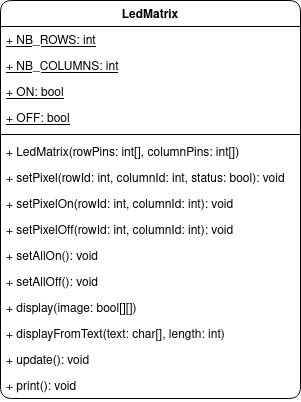 LedMatrix
+ NB_ROWS: int
+ NB_COLUMNS: int
+ ON: bool
+ OFF: bool
+ LedMatrix(rowPins: int[], columnPins: int[])
+ setPixel(rowId: int, columnId: int, status: bool): void
+ setPixelOn(rowId: int, columnId: int): void
+ setPixelOff(rowId: int, columnId: int): void
+ setAllOn(): void
+ setAllOff(): void
+ display(image: bool[][])
+ displayFromText(text: char[], length: int)
+ update(): void
+ print(): void